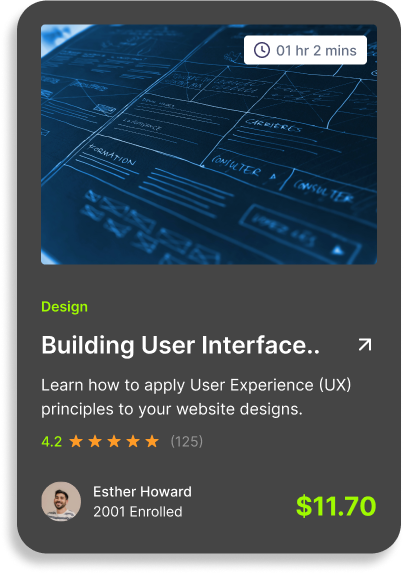 01 hr 2 mins
CARRIÈRES
FORMATION
CONSULTER
CONSULTER
Design
Building User Interface..
Learn how to apply User Experience (UX)
principles to your website designs.
4.2
(125)
Esther Howard
2001 Enrolled
$11.70